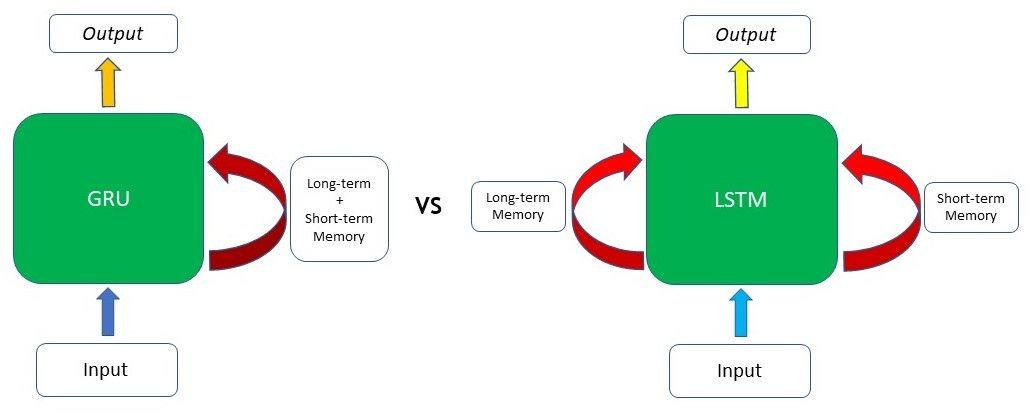 Output
GRU
Long-term
+
Short-term
Memory
Input
VS
Output
Long-term
Memory
LSTM
Short-term
Memory
Input